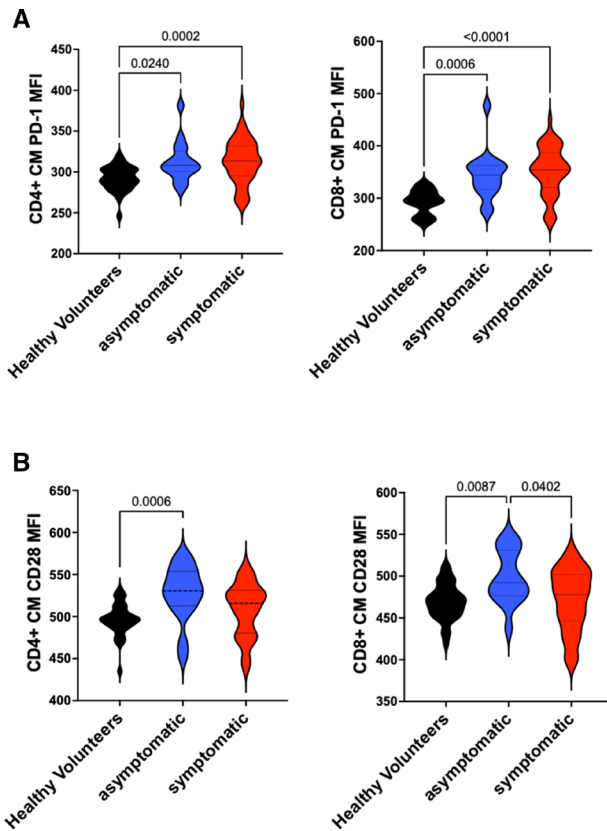 A
0.0002
0.0240
CD4+ CM PD-1 MFI
450
400
350
300
250
200
Healthy Volunteers
asymptomatic
symptomatic
<0.0001
0.0006
CD8+ CM PD-1 MFI
600
500
400
300
200
Healthy Volunteers
asymptomatic
symptomatic
B
0.0006
CD4+ CM CD28 MFI
650
600
550
500
450
400
Healthy Volunteers
asymptomatic
symptomatic
0.0087
0.0402
CD8+ CM CD28 MFI
600
550
500
450
400
350
Healthy Volunteers
asymptomatic
symptomatic